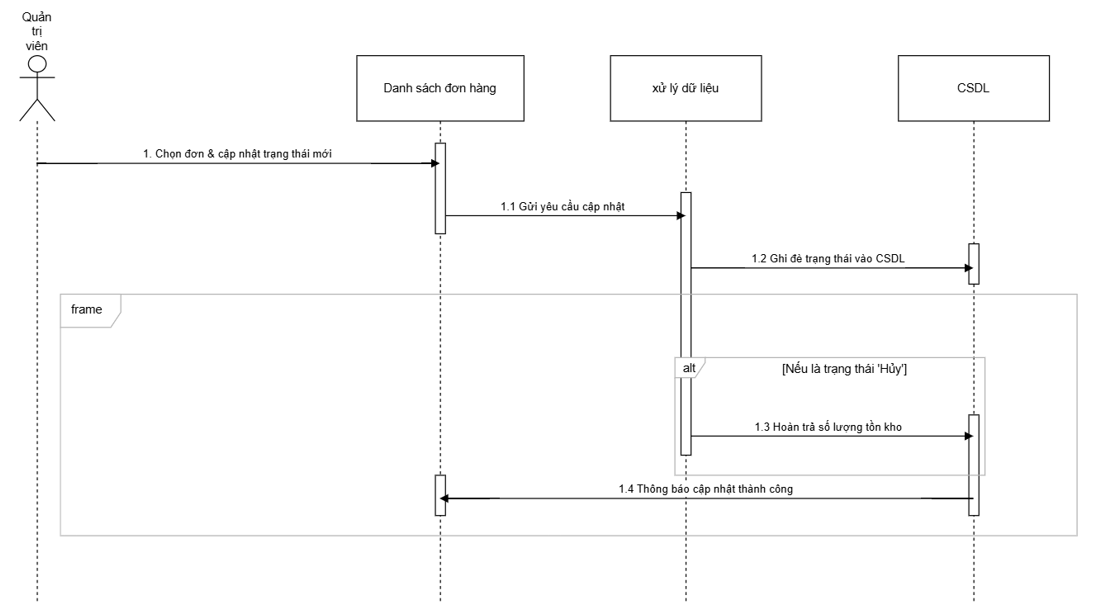 Quản
trị
viên
Danh sách đơn hàng
xử lý dữ liệu
CSDL
1. Chọn đơn & cập nhật trạng thái mới
1.1 Gửi yêu cầu cập nhật
1.2 Ghi đè trạng thái vào CSDL
frame
alt
[Nếu là trạng thái 'Hủy']
1.3 Hoàn trả số lượng tồn kho
1.4 Thông báo cập nhật thành công